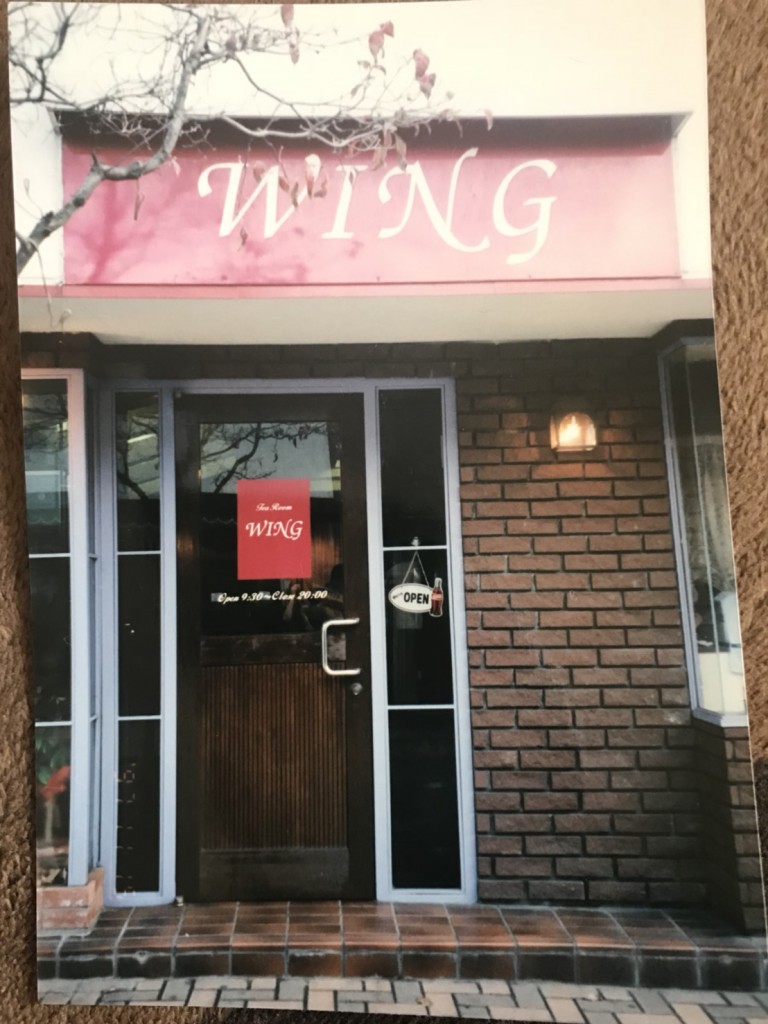 WING
Tea Room
WING
Open 9:30~Close 20:00
OPEN